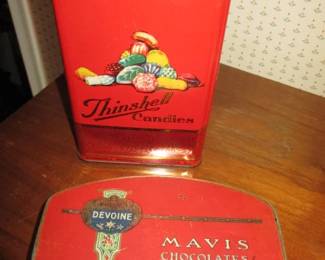 Thinshell
Candies
DEVOINE
MAVIS
CHOCOLATES